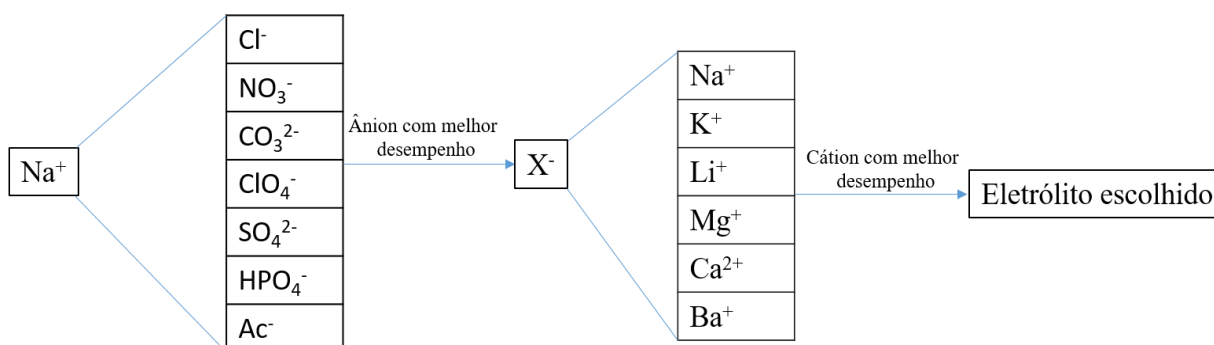 Na⁺
Cl⁻
NO₃⁻
CO₃²⁻
ClO₄⁻
SO₄²⁻
HPO₄⁻
Ac⁻
Ânion com melhor
desempenho
X⁻
Na⁺
K⁺
Li⁺
Mg⁺
Ca²⁺
Ba⁺
Cátion com melhor
desempenho
Eletrólito escolhido